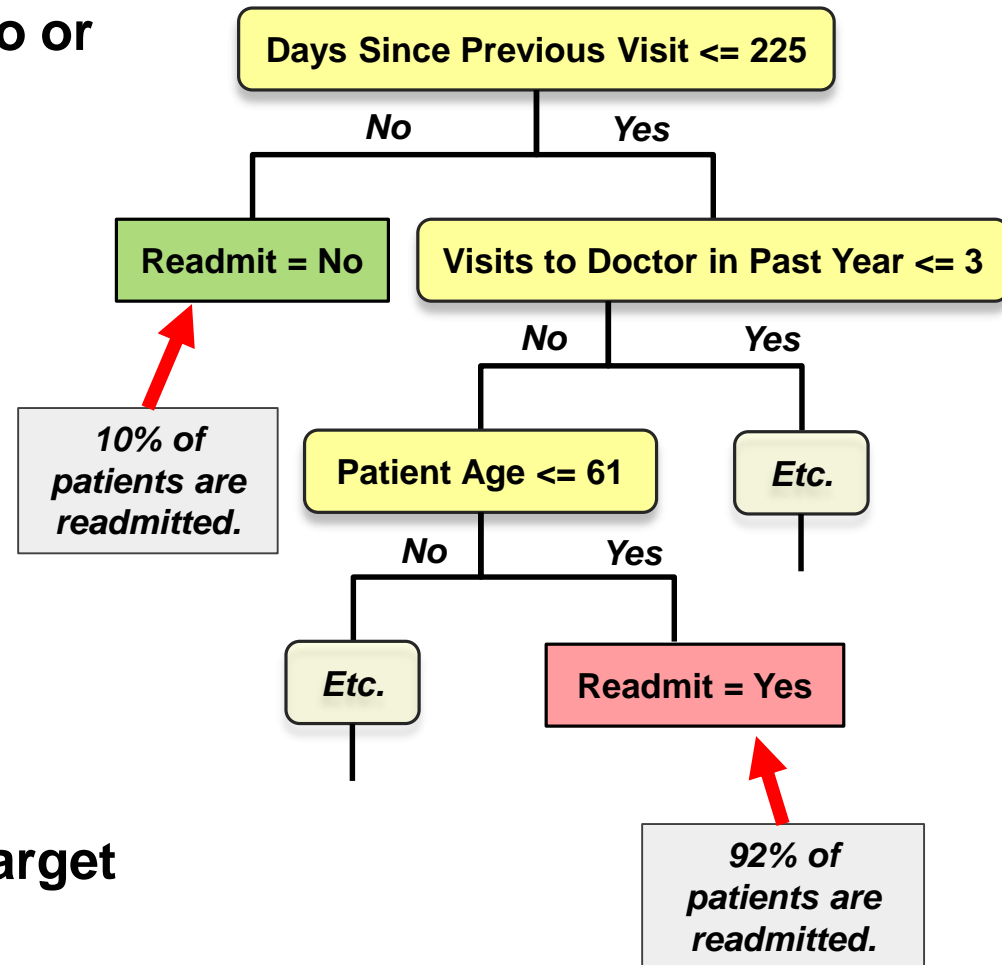 o or
Days Since Previous Visit <= 225
No
Yes
Readmit = No
Visits to Doctor in Past Year <= 3
No
Yes
10% of
patients are
readmitted.
Patient Age <= 61
Etc.
No
Yes
Etc.
Readmit = Yes
arget
92% of
patients are
readmitted.